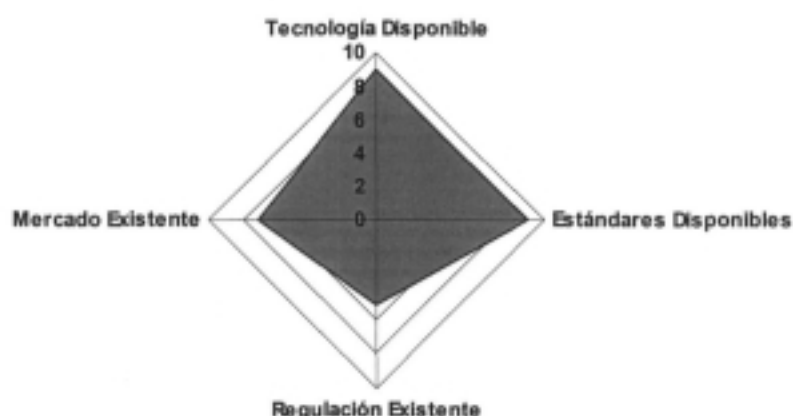 Tecnología Disponible
10
8
6
4
2
Mercado Existente 0 Estándares Disponibles
Regulación Existente